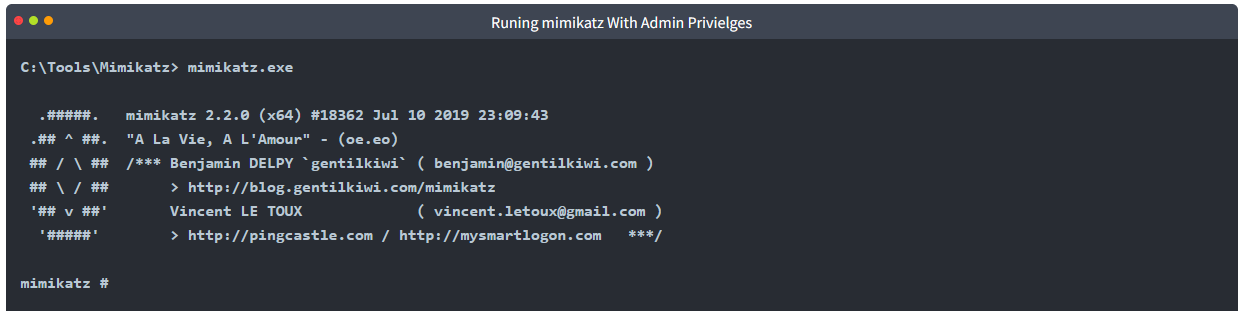 Runing mimikatz With Admin Privielges
C:\Tools\Mimikatz> mimikatz.exe
.#####.   mimikatz 2.2.0 (x64) #18362 Jul 10 2019 23:09:43
.## ^ ##.  "A La Vie, A L'Amour" - (oe.eo)
## / \ ##  /*** Benjamin DELPY `gentilkiwi` ( benjamin@gentilkiwi.com )
## \ / ##       > http://blog.gentilkiwi.com/mimikatz
'## v ##'       Vincent LE TOUX             ( vincent.letoux@gmail.com )
'#####'        > http://pingcastle.com / http://mysmartlogon.com   ***/
mimikatz #